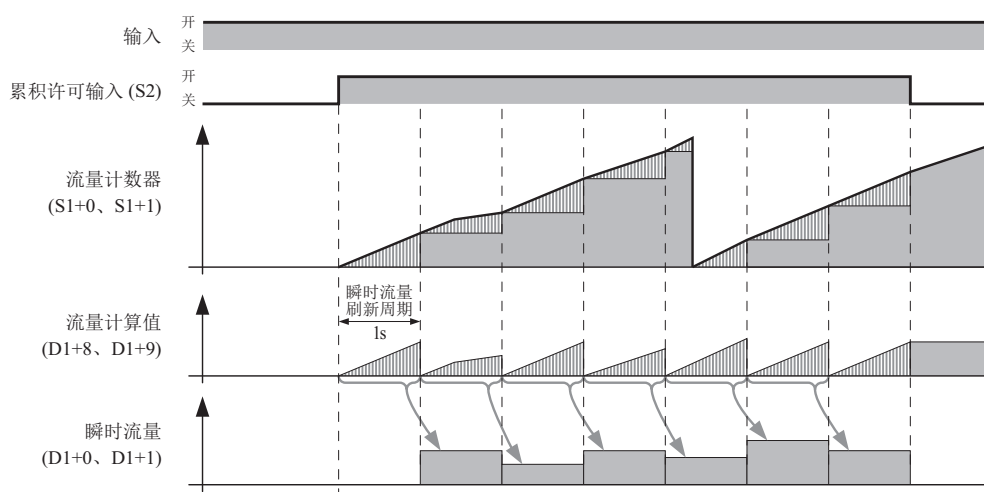 输入
开
关
累积许可输入 (S2)
开
关
流量计数器
(S1+0、S1+1)
瞬时流量
刷新周期
1s
流量计算值
(D1+8、D1+9)
瞬时流量
(D1+0、D1+1)